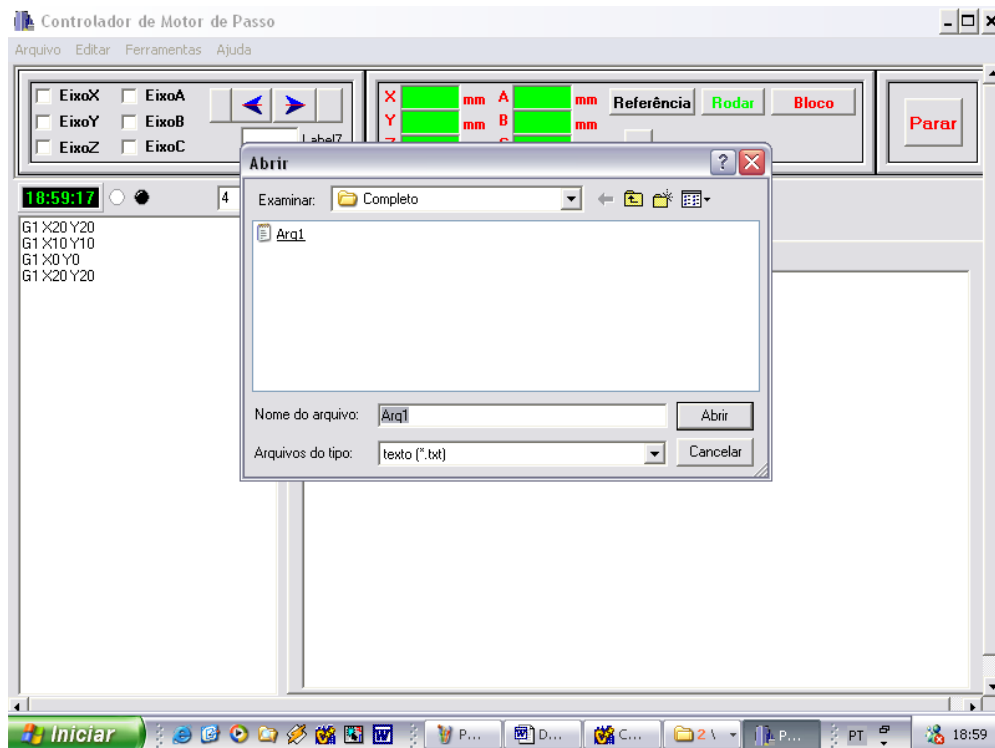 Controlador de Motor de Passo
Arquivo Editar Ferramentas Ajuda
EixoX EixoA
EixoY EixoB
EixoZ EixoC
Label7
X mm A mm
Y mm B mm
Referência Rodar Bloco
Parar
18:59:17
4
G1 X20 Y20
G1 X10 Y10
G1 X0 Y0
G1 X20 Y20
Abrir
Examinar: Completo
Arq1
Nome do arquivo: Arq1 Abrir
Arquivos do tipo: texto (*.txt) Cancelar
Iniciar P... D... C... 2 \ P... PT 18:59